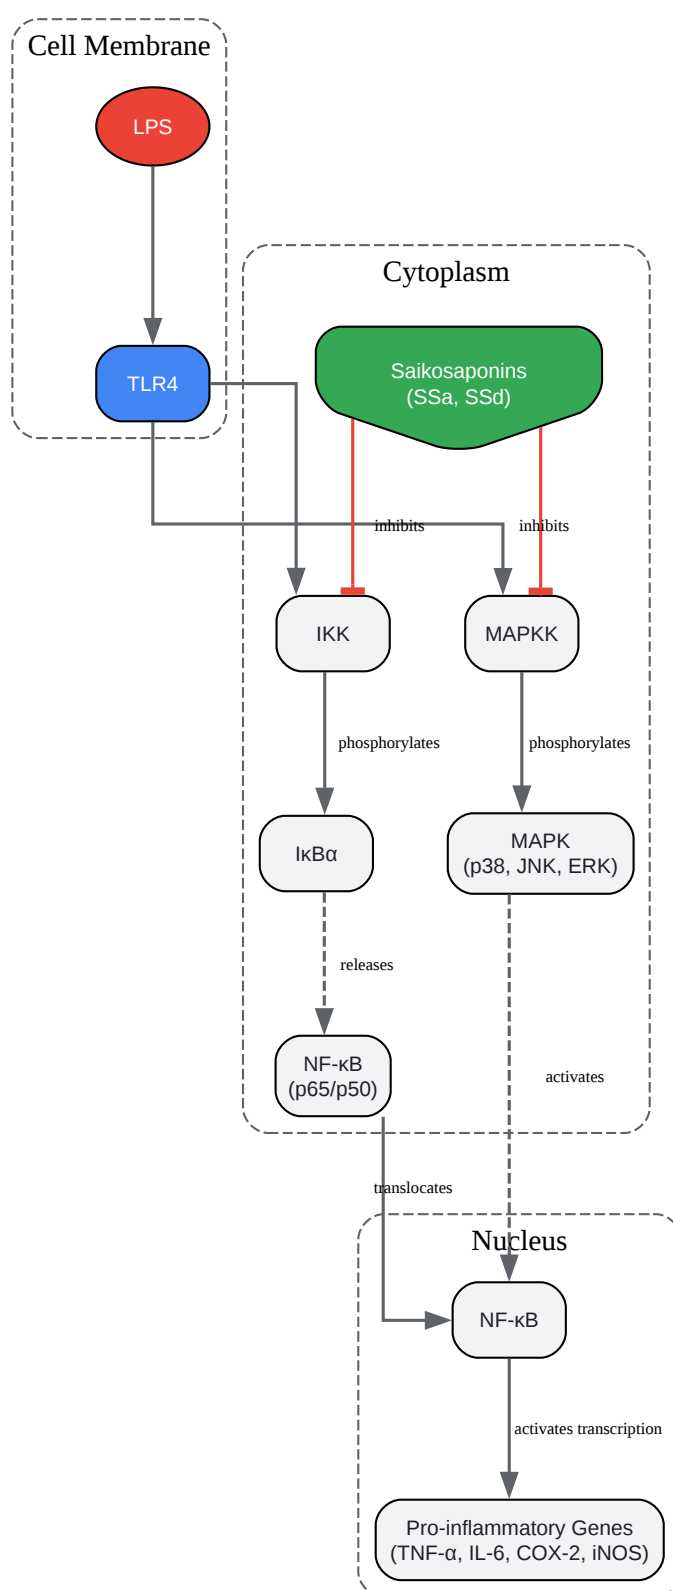 Cell Membrane
LPS
Cytoplasm
Saikosaponins
(SSa, SSd)
TLR4
inhibits
inhibits
IKK
MAPKK
phosphorylates
phosphorylates
IκBα
MAPK
(p38, JNK, ERK)
releases
NF-κB
(p65/p50)
activates
translocates
Nucleus
NF-κB
activates transcription
Pro-inflammatory Genes
(TNF-α, IL-6, COX-2, iNOS)